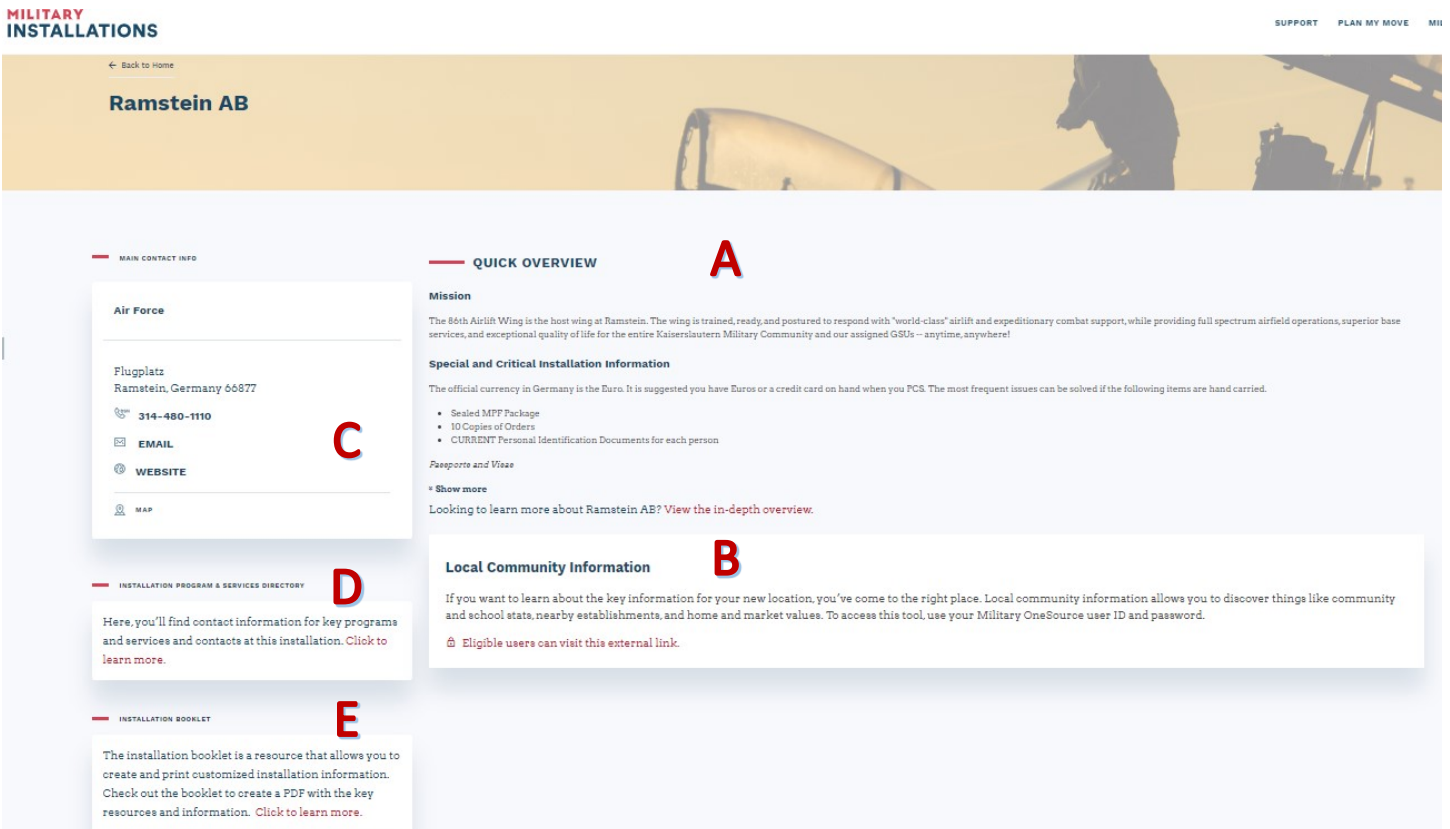 MILITARY
INSTALLATIONS
SUPPORT PLAN MY MOVE MIL
← Back to Home
Ramstein AB
MAIN CONTACT INFO
Air Force
Flugplatz
Ramstein, Germany 66877
314-480-1110
EMAIL
WEBSITE
MAP
C
INSTALLATION PROGRAM & SERVICES DIRECTORY
D
Here, you'll find contact information for key programs
and services and contacts at this installation. Click to
learn more.
INSTALLATION BOOKLET
E
The installation booklet is a resource that allows you to
create and print customized installation information.
Check out the booklet to create a PDF with the key
resources and information. Click to learn more.
QUICK OVERVIEW
A
Mission
The 86th Airlift Wing is the host wing at Ramstein. The wing is trained, ready, and postured to respond with "world-class" airlift and expeditionary combat support, while providing full spectrum airfield operations, superior base
services, and exceptional quality of life for the entire Kaiserslautern Military Community and our assigned GSUs -- anytime, anywhere!
Special and Critical Installation Information
The official currency in Germany is the Euro. It is suggested you have Euros or a credit card on hand when you PCS. The most frequent issues can be solved if the following items are hand carried.
• Sealed MPF Package
• 10 Copies of Orders
• CURRENT Personal Identification Documents for each person
Passports and Visas
Show more
Looking to learn more about Ramstein AB? View the in-depth overview.
B
Local Community Information
If you want to learn about the key information for your new location, you've come to the right place. Local community information allows you to discover things like community
and school stats, nearby establishments, and home and market values. To access this tool, use your Military OneSource user ID and password.
Eligible users can visit this external link.